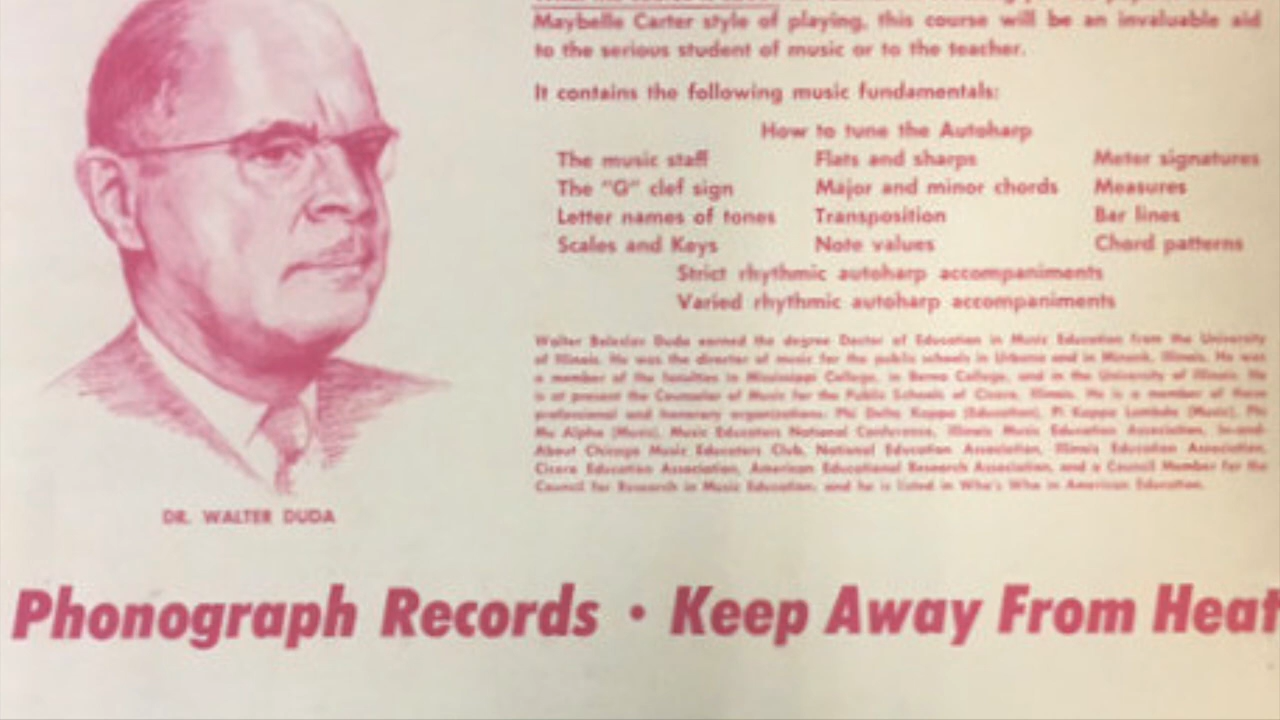 Maybelle Carter style of playing, this course will be an invaluable aid
to the serious student of music or to the teacher.
It contains the following music fundamentals:
How to tune the Autoharp
The music staff Flats and sharps Meter signatures
The "G" clef sign Major and minor chords Measures
Letter names of tones Transposition Bar lines
Scales and Keys Note values Chord patterns
Strict rhythmic autoharp accompaniments
Varied rhythmic autoharp accompaniments
Walter Duda earned the degree Doctor of Education in Music Education from the University
of Illinois. He was the director of music for the public schools in Urbana and in Minonk, Illinois. He was
a member of the faculties in Mississippi College, in Berea College, and in the University of Illinois. He
is at present the Counselor of Music for the Public Schools of Cicero, Illinois. He is a member of these
professional and honorary organizations: Phi Delta Kappa (Education), Pi Kappa Lambda (Music), Phi
Mu Alpha (Music), Music Educators National Conference, Illinois Music Education Association, In-and-
About Chicago Music Educators Club, National Education Association, Illinois Education Association,
Cicero Education Association, American Educational Research Association, and a Council Member for the
Council for Research in Music Education, and he is listed in Who's Who in American Education.
DR. WALTER DUDA
Phonograph Records • Keep Away From Heat